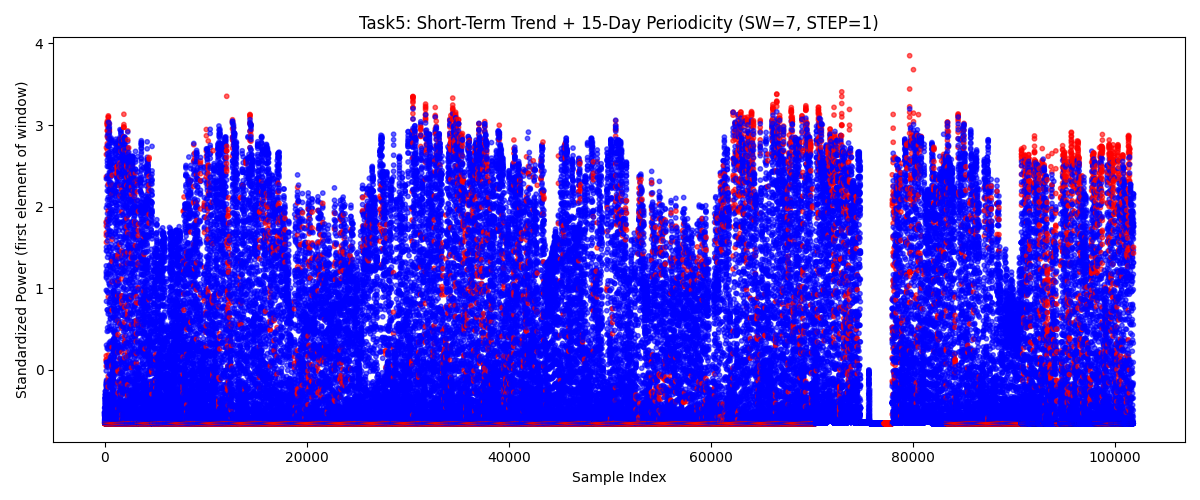 Task5: Short-Term Trend + 15-Day Periodicity (SW=7, STEP=1)
Standardized Power (first element of window)
4
3
2
1
0
0 20000 40000 60000 80000 100000
Sample Index